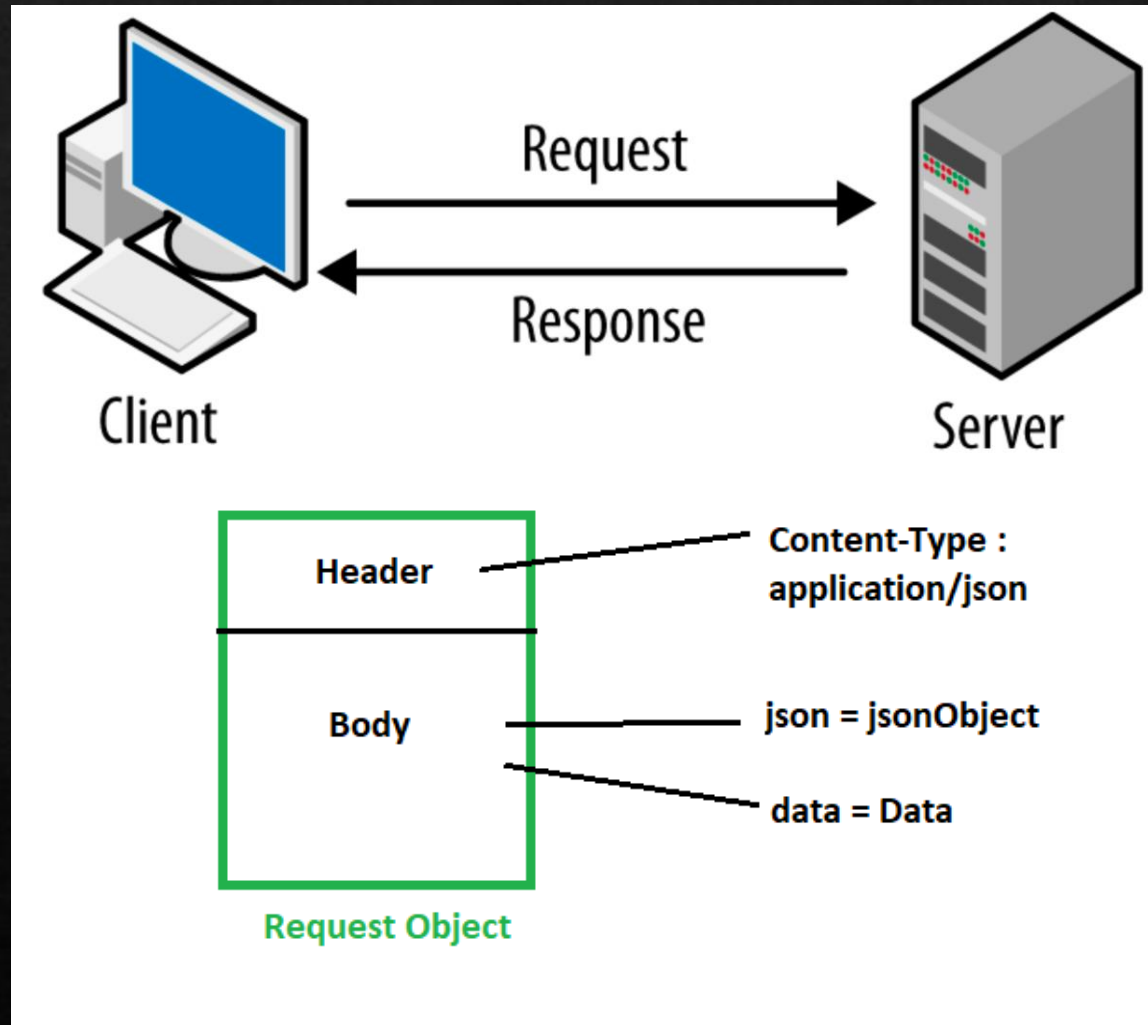 Request
Response
Client
Server
Header
Content-Type :
application/json
Body
json = jsonObject
data = Data
Request Object